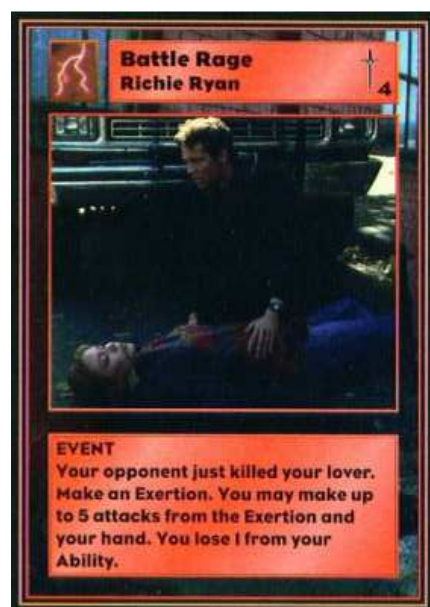 Battle Rage
Richie Ryan
4
EVENT
Your opponent just killed your lover.
Make an Exertion. You may make up
to 5 attacks from the Exertion and
your hand. You lose 1 from your
Ability.